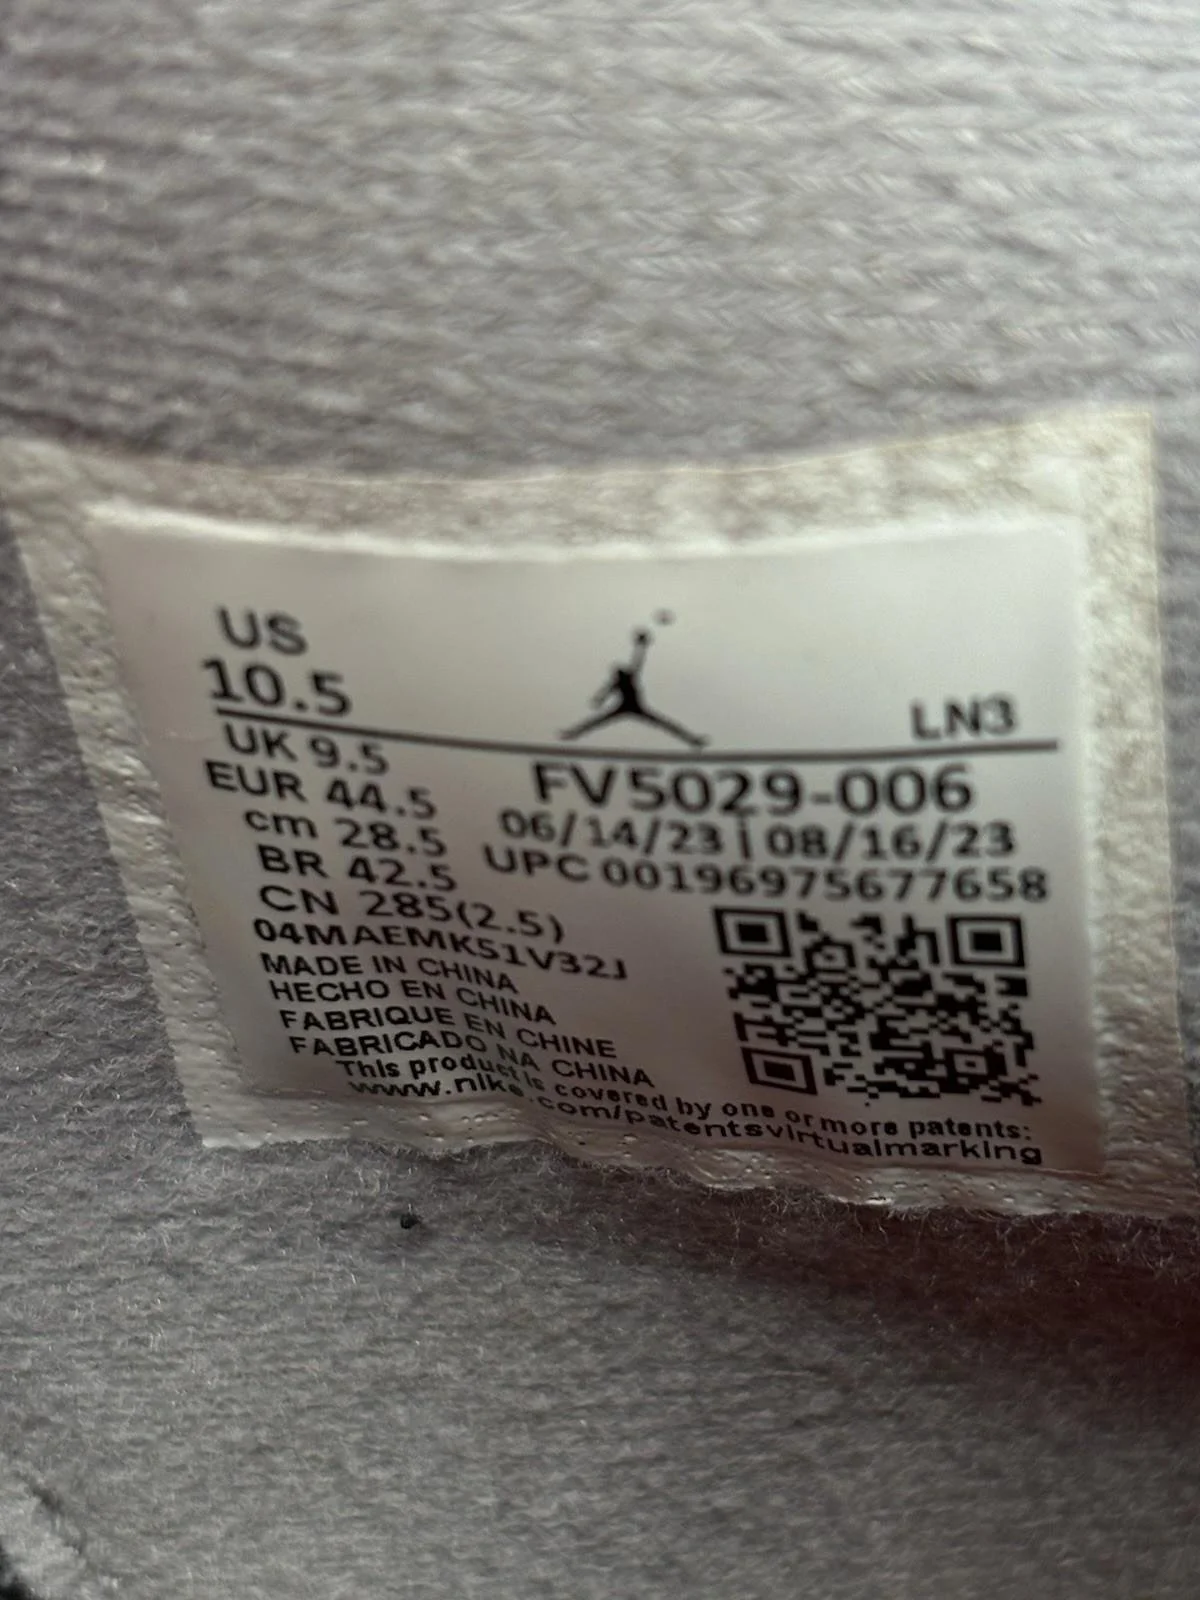 US
10.5
LN3
UK 9.5
EUR 44.5
cm 28.5
BR 42.5
CN 285(2.5)
04MAEMK51V32J
MADE IN CHINA
HECHO EN CHINA
FABRIQUE EN CHINE
FABRICADO NA CHINA
FV5029-006
06/14/23 | 08/16/23
UPC 00196975677658
This product is covered by one or more patents:
www.nike.com/patentsvirtualmarking